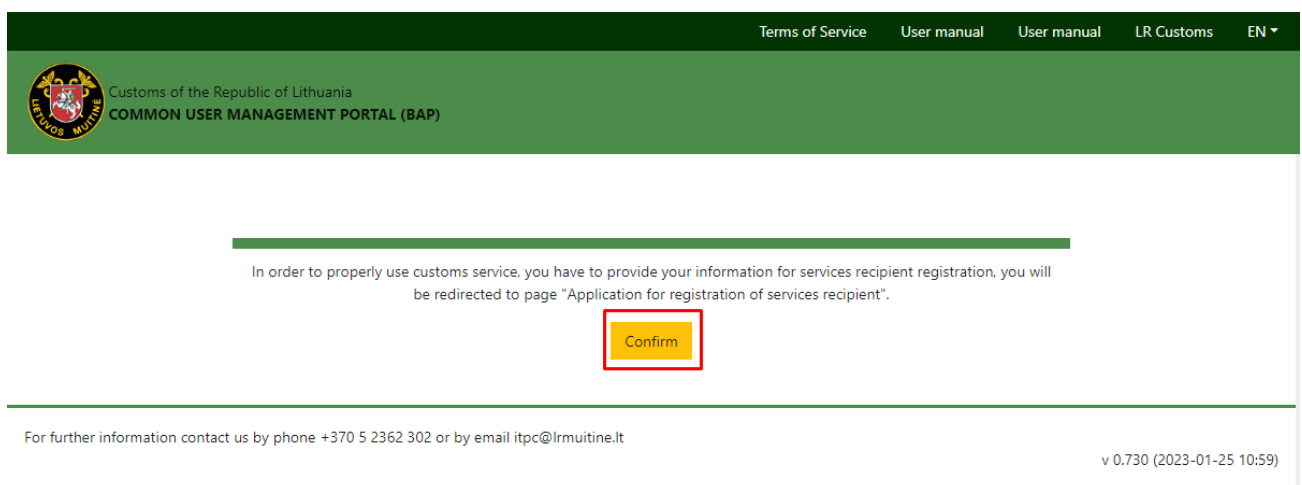 Terms of Service User manual User manual LR Customs EN
LIETUVOS MUITINĖ
Customs of the Republic of Lithuania
COMMON USER MANAGEMENT PORTAL (BAP)
In order to properly use customs service, you have to provide your information for services recipient registration, you will
be redirected to page "Application for registration of services recipient".
Confirm
For further information contact us by phone +370 5 2362 302 or by email itpc@lrmuitine.lt
v 0.730 (2023-01-25 10:59)